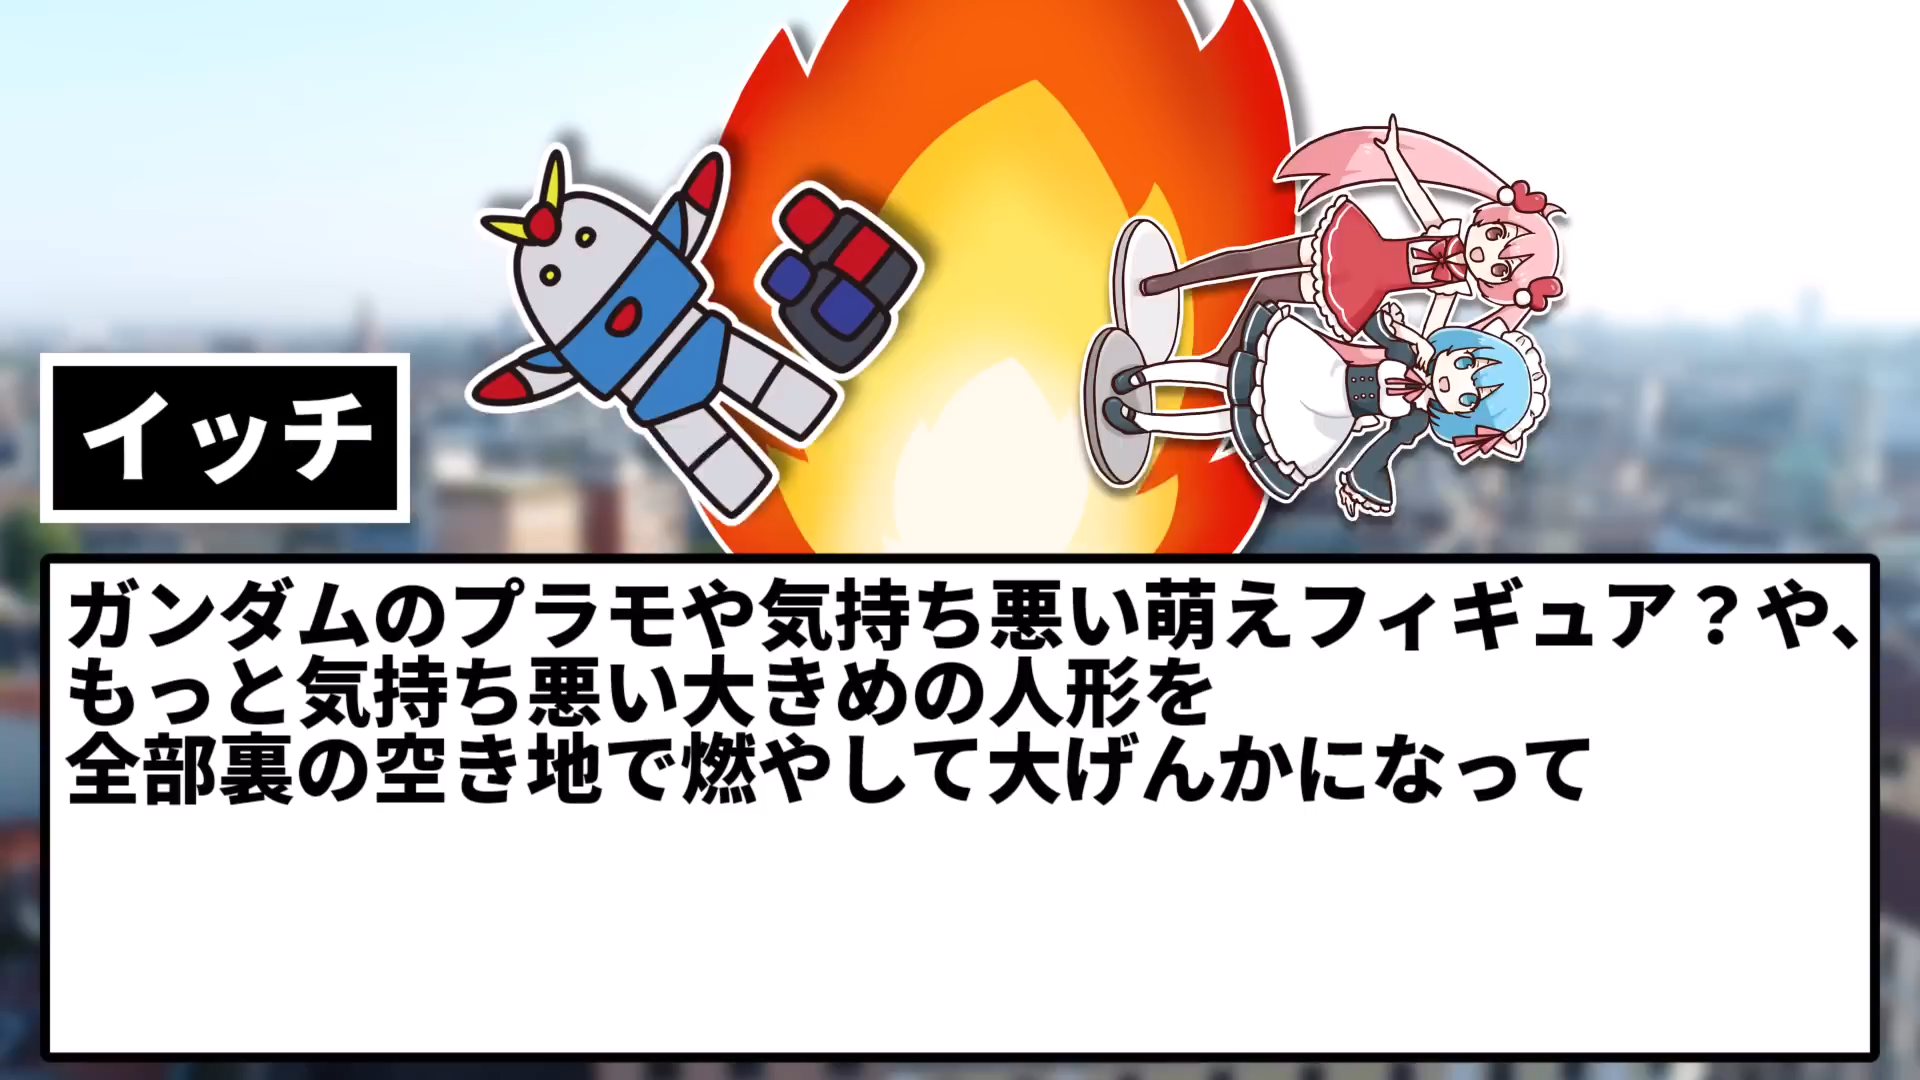 イッチ
ガンダムのプラモや気持ち悪い萌えフィギュア？や、
もっと気持ち悪い大きめの人形を
全部裏の空き地で燃やして大げんかになって